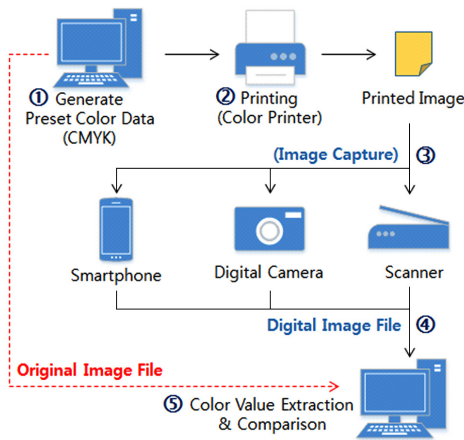 ① Generate
Preset Color Data
(CMYK)
② Printing
(Color Printer)
Printed Image
(Image Capture) ③
Smartphone
Digital Camera
Scanner
Digital Image File ④
Original Image File
⑤ Color Value Extraction
& Comparison